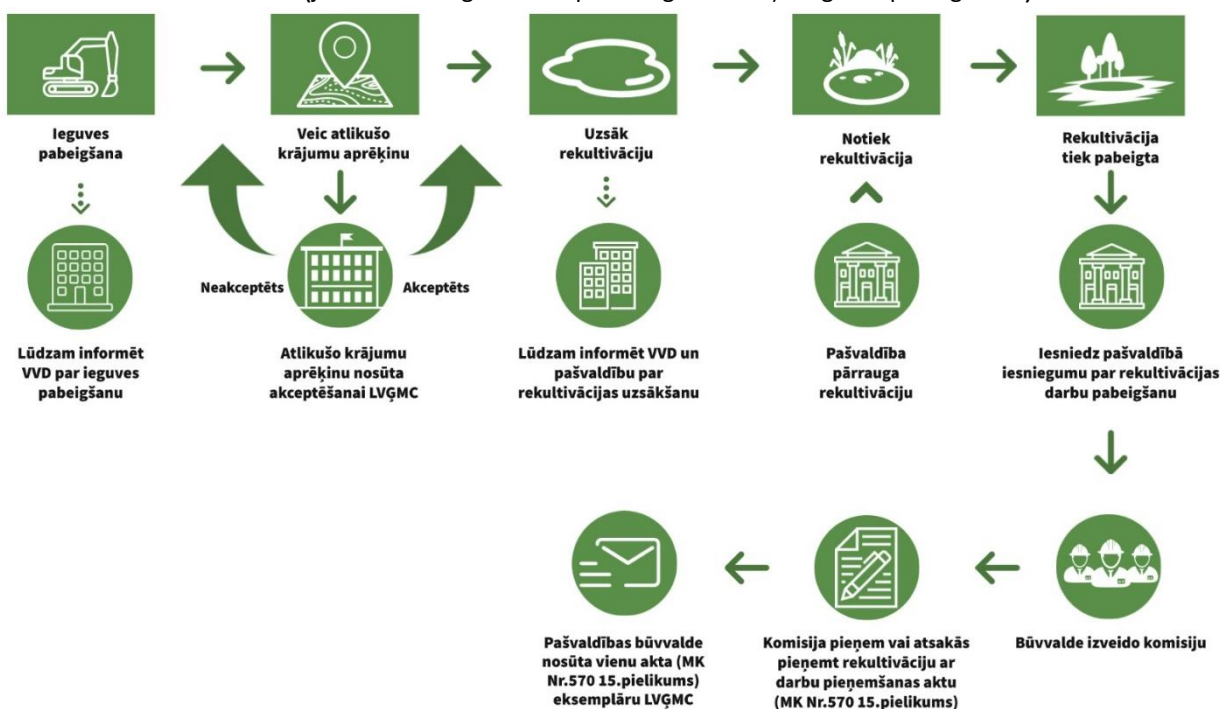 Ieguves
pabeigšana
Veic atlikušo
krājumu aprēķinu
Uzsāk
rekultivāciju
Notiek
rekultivācija
Rekultivācija
tiek pabeigta
Neakceptēts
Akceptēts
Lūdzam informēt
VVD par ieguves
pabeigšanu
Atlikušo krājumu
aprēķinu nosūta
akceptēšanai LVĢMC
Lūdzam informēt VVD un
pašvaldību par
rekultivācijas uzsākšanu
Pašvaldība
pārrauga
rekultivāciju
Iesniedz pašvaldībā
iesniegumu par rekultivācijas
darbu pabeigšanu
Pašvaldības būvvalde
nosūta vienu akta (MK
Nr.570 15.pielikums)
eksemplāru LVĢMC
Komisija pieņem vai atsakās
pieņemt rekultivāciju ar
darbu pieņemšanas aktu
(MK Nr.570 15.pielikums)
Būvvalde izveido komisiju